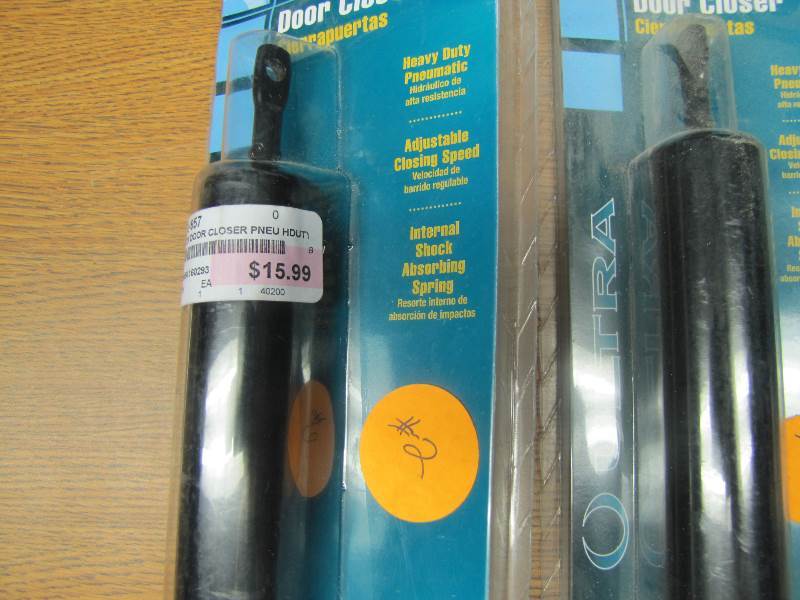 Door
Cierrapuertas
Heavy Duty
Pneumatic
Hidráulico de
alta resistencia
Adjustable
Closing Speed
Velocidad de
barrido regulable
Internal
Shock
Absorbing
Spring
Resorte interno de
absorción de impactos
0
DOOR CLOSER PNEU HDUTY
$15.99
EA
1 1 40200
Door Closer
ULTRA